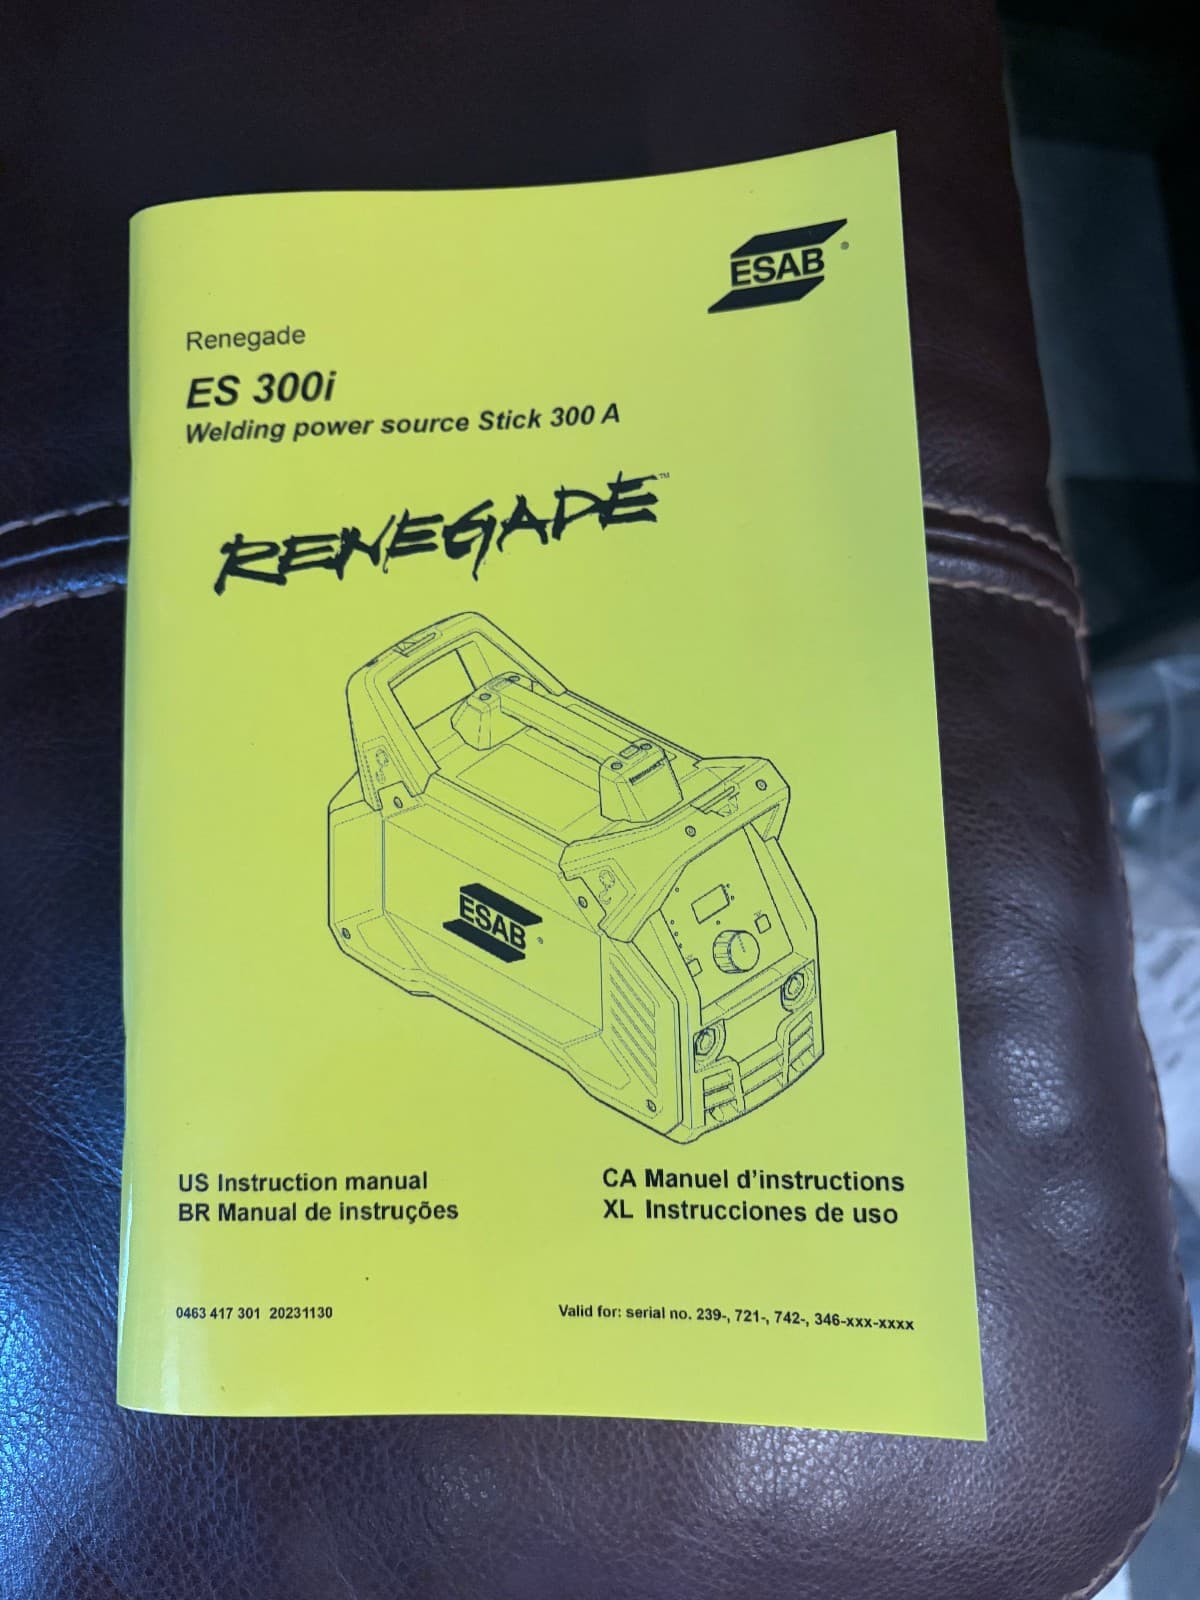 ESAB
Renegade
ES 300i
Welding power source Stick 300 A
RENEGADE™
ESAB
US Instruction manual
BR Manual de instruções
CA Manuel d'instructions
XL Instrucciones de uso
0463 417 301 20231130
Valid for: serial no. 239-, 721-, 742-, 346-xxx-xxxx